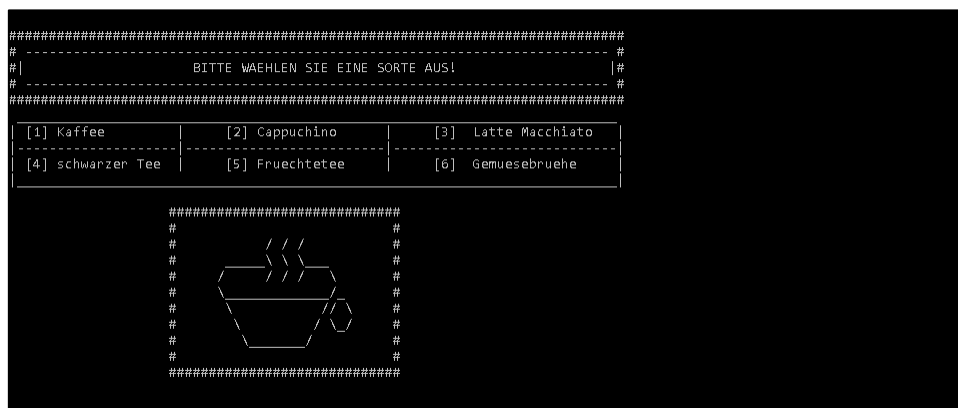 BITTE WAEHLEN SIE EINE SORTE AUS!
[1] Kaffee [2] Cappuchino [3] Latte Macchiato
[4] schwarzer Tee [5] Fruechtetee [6] Gemuesebruehe